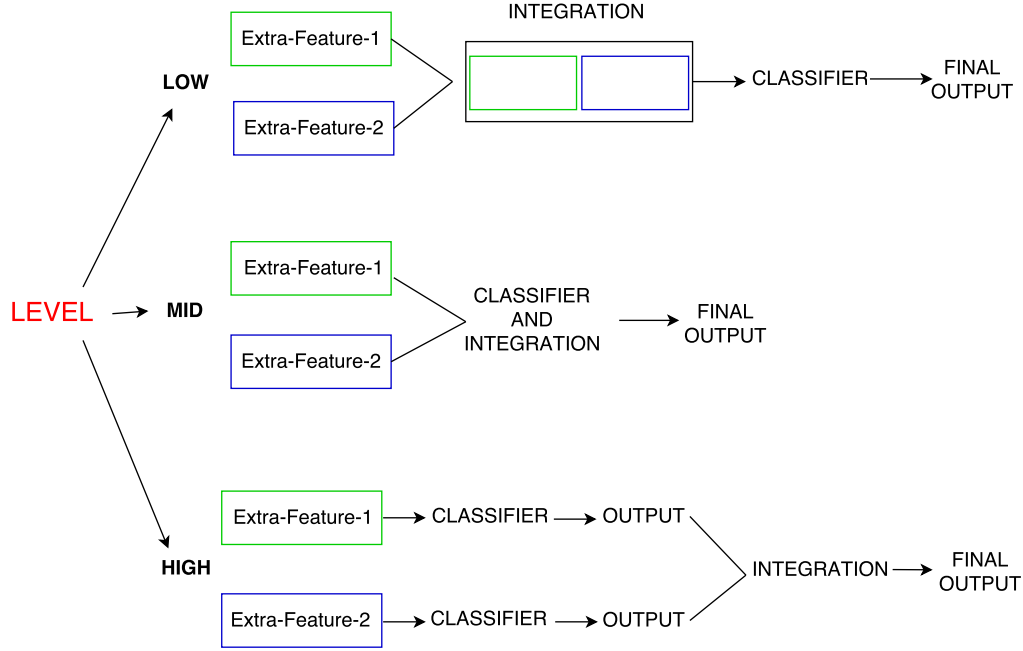 INTEGRATION
Extra-Feature-1
LOW
Extra-Feature-2
CLASSIFIER
FINAL
OUTPUT
LEVEL
MID
Extra-Feature-1
Extra-Feature-2
CLASSIFIER
AND
INTEGRATION
FINAL
OUTPUT
HIGH
Extra-Feature-1
CLASSIFIER
OUTPUT
Extra-Feature-2
CLASSIFIER
OUTPUT
INTEGRATION
FINAL
OUTPUT